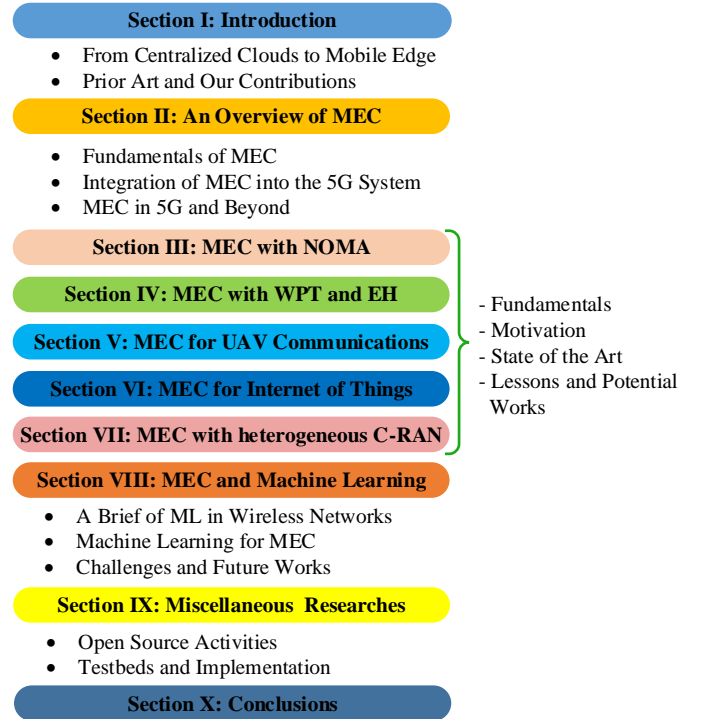 Section I: Introduction
• From Centralized Clouds to Mobile Edge
• Prior Art and Our Contributions
Section II: An Overview of MEC
• Fundamentals of MEC
• Integration of MEC into the 5G System
• MEC in 5G and Beyond
Section III: MEC with NOMA
Section IV: MEC with WPT and EH
Section V: MEC for UAV Communications
Section VI: MEC for Internet of Things
Section VII: MEC with heterogeneous C-RAN
- Fundamentals
- Motivation
- State of the Art
- Lessons and Potential
Works
Section VIII: MEC and Machine Learning
• A Brief of ML in Wireless Networks
• Machine Learning for MEC
• Challenges and Future Works
Section IX: Miscellaneous Researches
• Open Source Activities
• Testbeds and Implementation
Section X: Conclusions